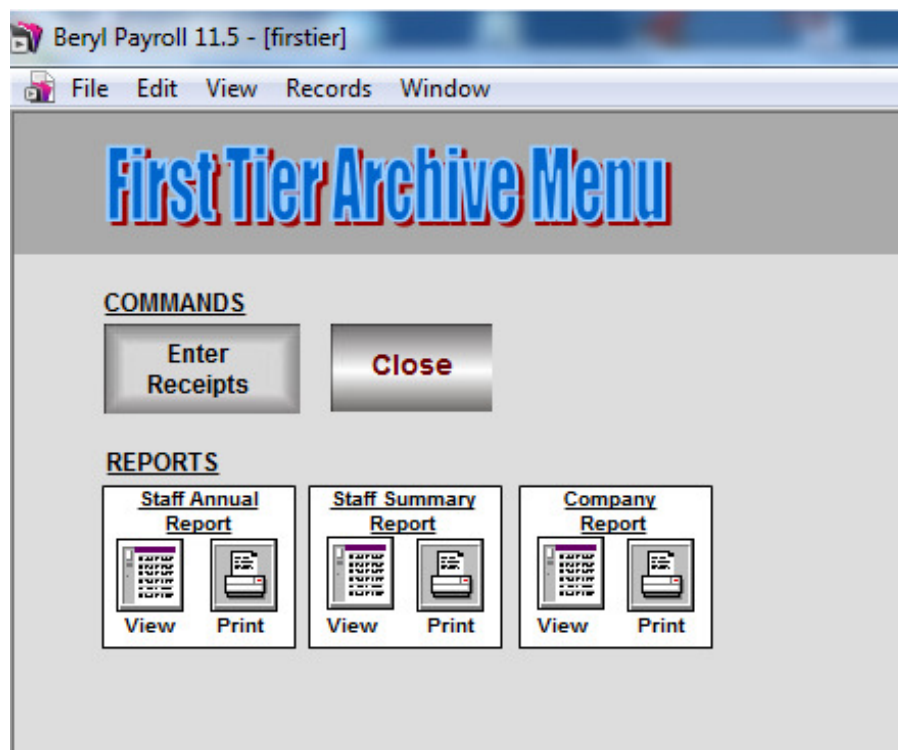 Beryl Payroll 11.5 - [firstier]
File Edit View Records Window
First Tier Archive Menu
COMMANDS
Enter
Receipts
Close
REPORTS
Staff Annual
Report
View Print
Staff Summary
Report
View Print
Company
Report
View Print